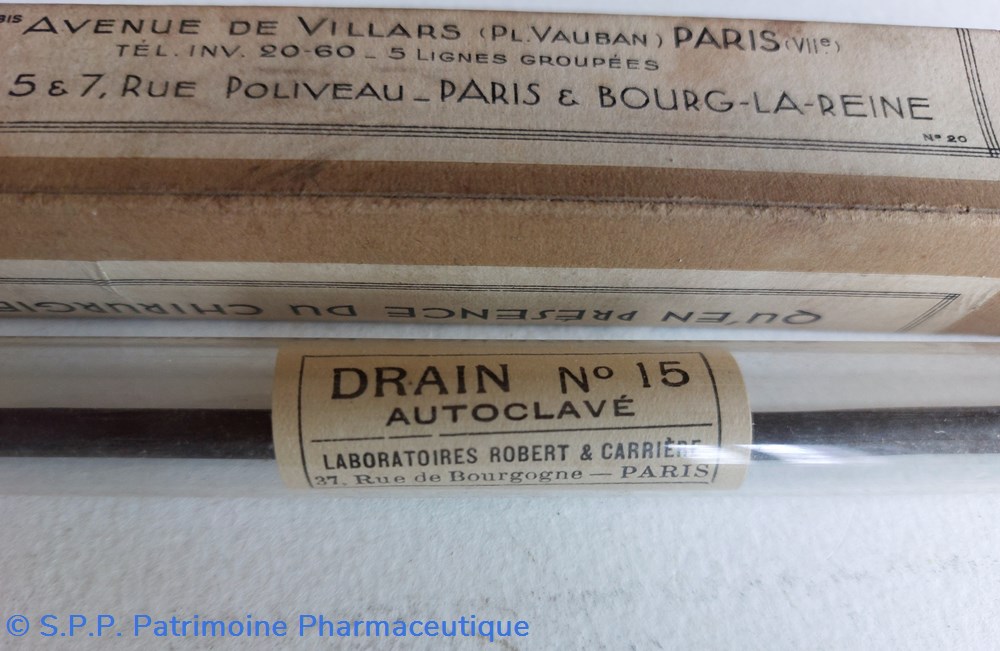 BIS AVENUE DE VILLARS (PL. VAUBAN) PARIS (VIIe)
TÉL. INV. 20-60 _ 5 LIGNES GROUPÉES
5 & 7, RUE POLIVEAU _ PARIS & BOURG-LA-REINE
No 20
QU'EN PRÉSENCE DU CHIRURGIE
DRAIN No 15
AUTOCLAVÉ
LABORATOIRES ROBERT & CARRIÈRE
37, Rue de Bourgogne — PARIS
© S.P.P. Patrimoine Pharmaceutique